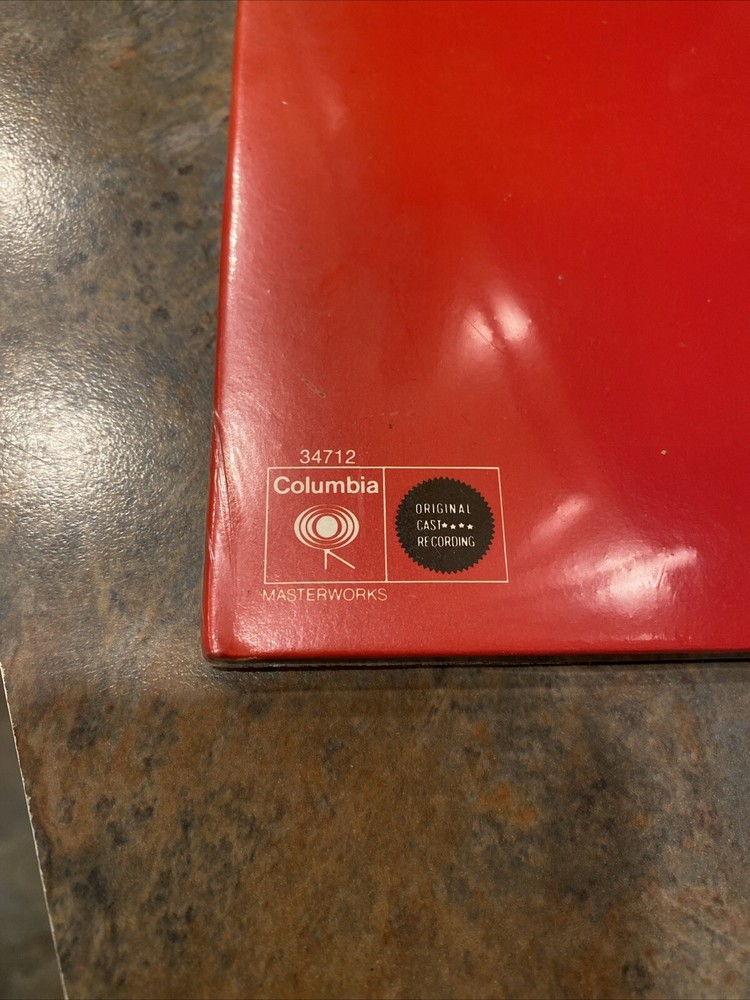 34712
Columbia
MASTERWORKS
ORIGINAL
CAST★★★★
RECORDING